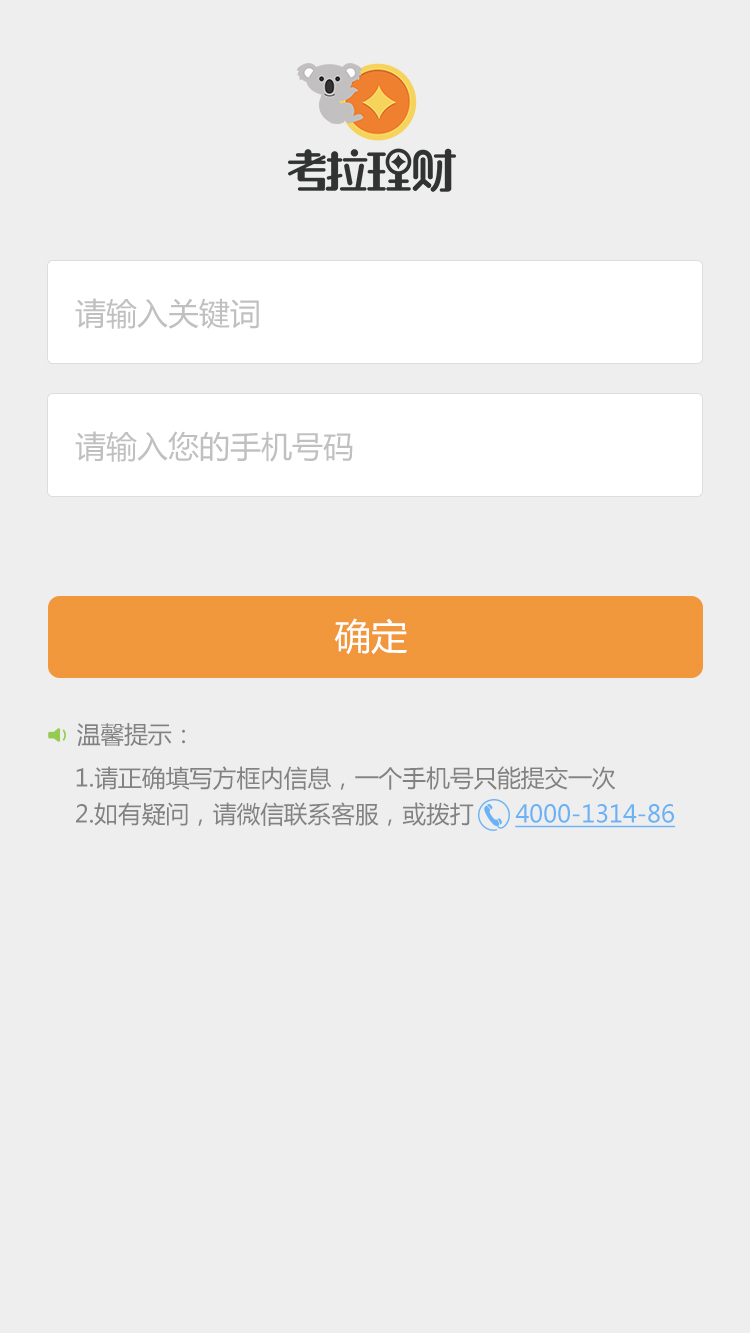 考拉理财
请输入关键词
请输入您的手机号码
确定
温馨提示：
1.请正确填写方框内信息，一个手机号只能提交一次
2.如有疑问，请微信联系客服，或拨打 4000-1314-86